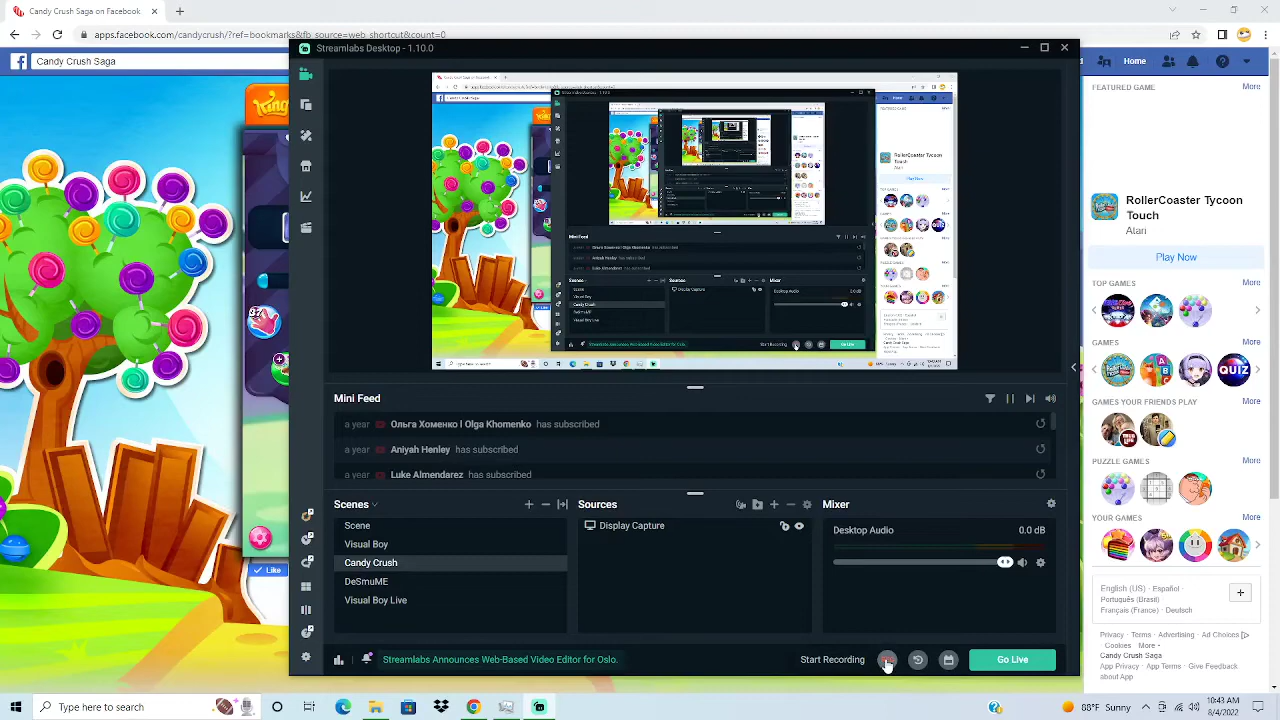 Candy Crush Saga on Facebook
apps.facebook.com/candycrush/?ref=bookmarks&fb_source=web_shortcut&count=0
Streamlabs Desktop - 1.10.0
Candy Crush Saga
Home
King
FEATURED GAME More
RollerCoaster Tycoon
Touch
Atari
Play Now
TOP GAMES More
GAMES More
QUIZ
GAMES YOUR FRIENDS PLAY More
PUZZLE GAMES More
YOUR GAMES More
English (US) · Español ·
Português (Brasil) ·
Français (France) · Deutsch
Privacy · Terms · Advertising · Ad Choices
· Cookies · More
Candy Crush Saga
App Privacy · App Terms · Give Feedback
about App
Mini Feed
a year Ольга Хоменко l Olga Khomenko has subscribed
a year Aniyah Henley has subscribed
a year Luke Almendarez has subscribed
Scenes
Scene
Visual Boy
Candy Crush
DeSmuME
Visual Boy Live
Sources
Display Capture
Mixer
Desktop Audio 0.0 dB
Like
Streamlabs Announces Web-Based Video Editor for Oslo.
Start Recording
Go Live
Type here to search
88°F Sunny
10:43 AM
8/4/2022